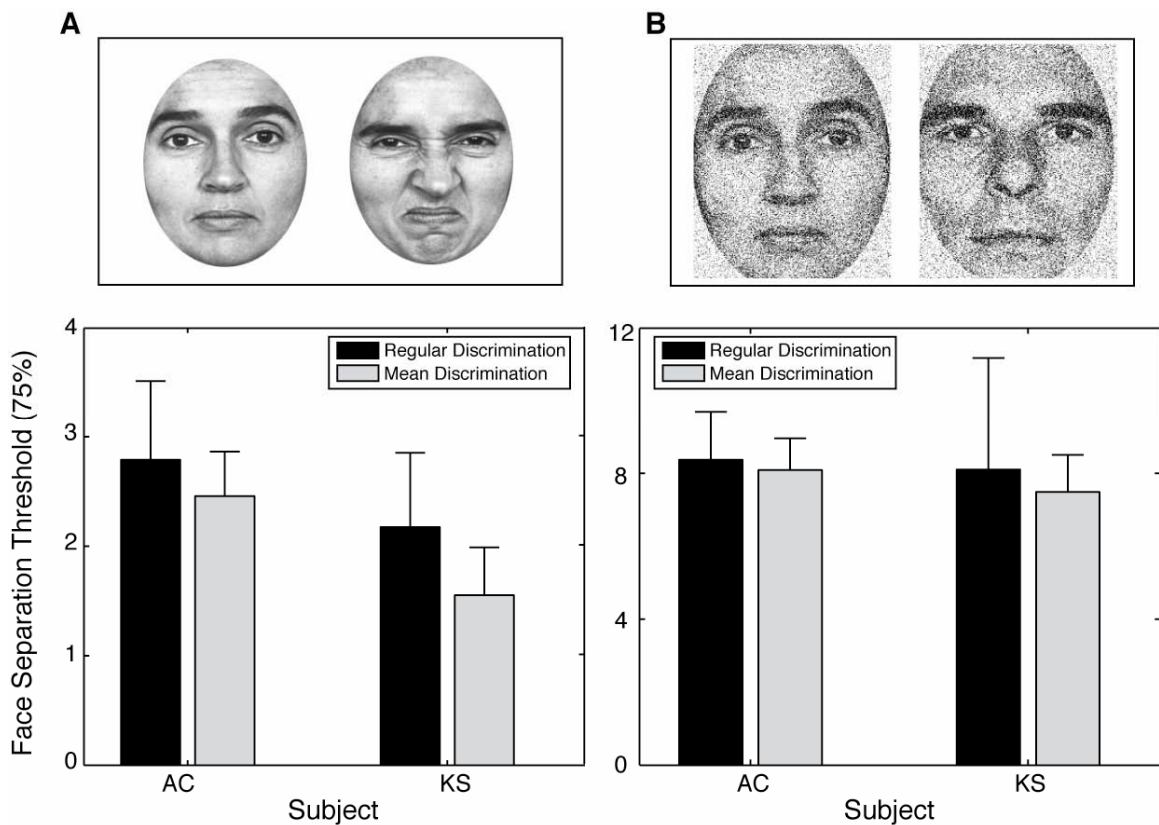 A
B
4
3
2
1
0
Face Separation Threshold (75%)
Regular Discrimination
Mean Discrimination
AC
KS
Subject
12
8
4
0
Regular Discrimination
Mean Discrimination
AC
KS
Subject